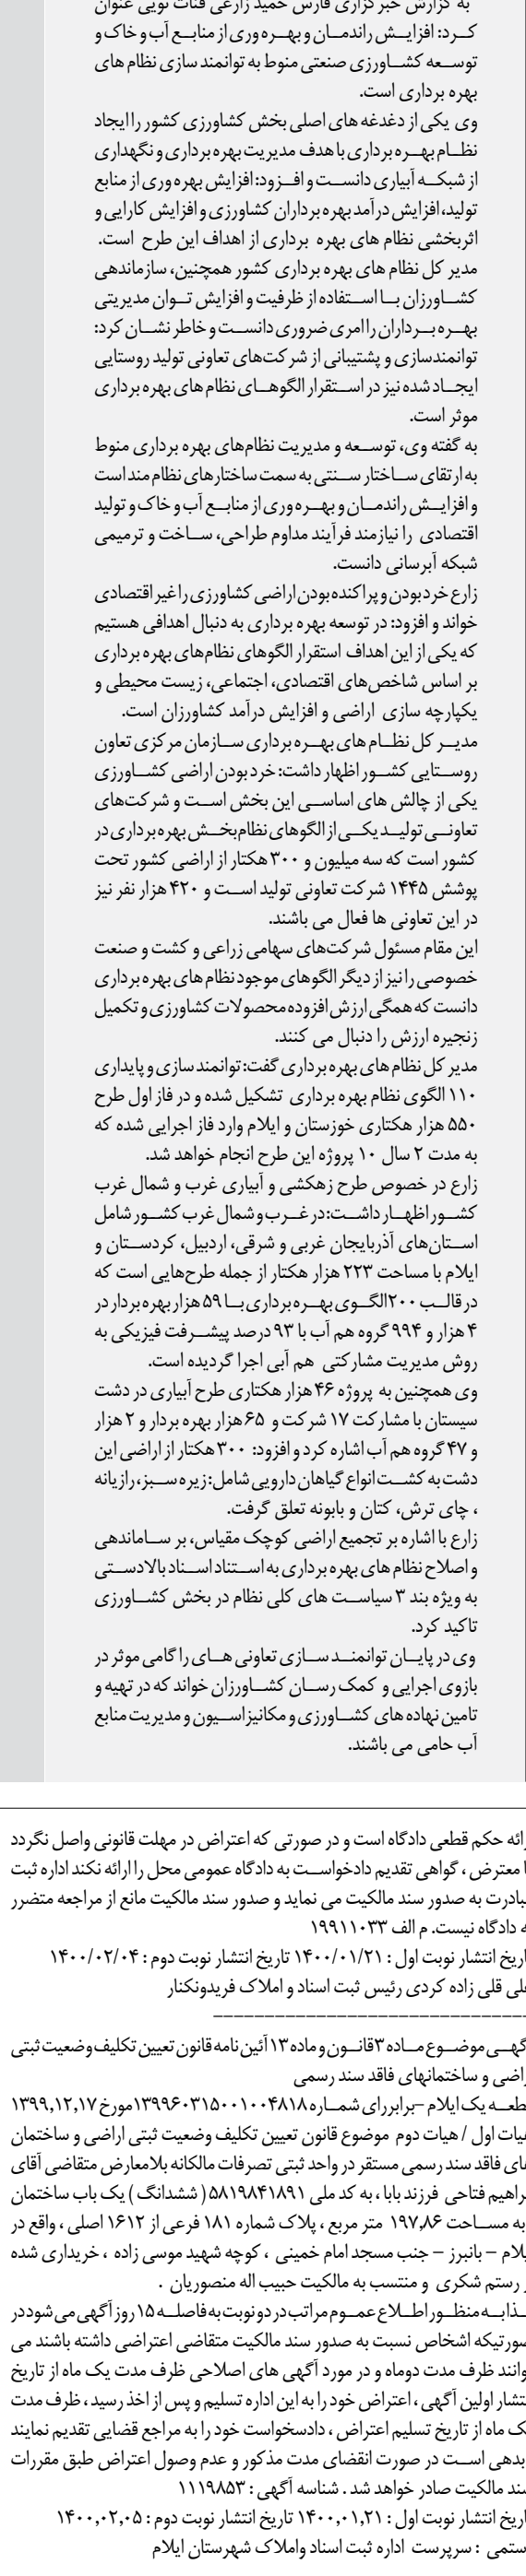 به گزارش خبرگزاری فارس حمید زارعی قنات نویی عنوان
کرد: افزایش راندمان و بهره وری از منابع آب و خاک و
توسعه کشاورزی صنعتی منوط به توانمند سازی نظام های
بهره برداری است.
وی یکی از دغدغه های اصلی بخش کشاورزی کشور را ایجاد
نظام بهره برداری با هدف مدیریت بهره برداری و نگهداری
از شبکه آبیاری دانست و افزود: افزایش بهره وری از منابع
تولید، افزایش درآمد بهره برداران کشاورزی و افزایش کارایی و
اثربخشی نظام های بهره برداری از اهداف این طرح است.
مدیر کل نظام های بهره برداری کشور همچنین، سازماندهی
کشاورزان با استفاده از ظرفیت و افزایش توان مدیریتی
بهره برداران را امری ضروری دانست و خاطر نشان کرد:
توانمندسازی و پشتیبانی از شرکت‌های تعاونی تولید روستایی
ایجاد شده نیز در استقرار الگوهای نظام های بهره برداری
موثر است.
به گفته وی، توسعه و مدیریت نظام‌های بهره برداری منوط
به ارتقای ساختار سنتی به سمت ساختارهای نظام مند است
و افزایش راندمان و بهره وری از منابع آب و خاک و تولید
اقتصادی را نیازمند فرآیند مداوم طراحی، ساخت و ترمیمی
شبکه آبرسانی دانست.
زارع خرد بودن و پراکنده بودن اراضی کشاورزی را غیر اقتصادی
خواند و افزود: در توسعه بهره برداری به دنبال اهدافی هستیم
که یکی از این اهداف استقرار الگوهای نظام‌های بهره برداری
بر اساس شاخص‌های اقتصادی، اجتماعی، زیست محیطی و
یکپارچه سازی اراضی و افزایش درآمد کشاورزان است.
مدیر کل نظام های بهره برداری سازمان مرکزی تعاون
روستایی کشور اظهار داشت: خرد بودن اراضی کشاورزی
یکی از چالش های اساسی این بخش است و شرکت‌های
تعاونی تولید یکی از الگوهای نظام بخش بهره برداری در
کشور است که سه میلیون و ۳۰۰ هکتار از اراضی کشور تحت
پوشش ۱۴۴۵ شرکت تعاونی تولید است و ۴۲۰ هزار نفر نیز
در این تعاونی ها فعال می باشند.
این مقام مسئول شرکت‌های سهامی زراعی و کشت و صنعت
خصوصی را نیز از دیگر الگوهای موجود نظام های بهره برداری
دانست که همگی ارزش افزوده محصولات کشاورزی و تکمیل
زنجیره ارزش را دنبال می کنند.
مدیر کل نظام های بهره برداری گفت: توانمند سازی و پایداری
۱۱۰ الگوی نظام بهره برداری تشکیل شده و در فاز اول طرح
۵۵۰ هزار هکتاری خوزستان و ایلام وارد فاز اجرایی شده که
به مدت ۲ سال ۱۰ پروژه این طرح انجام خواهد شد.
زارع در خصوص طرح زهکشی و آبیاری غرب و شمال غرب
کشور اظهار داشت: در غرب و شمال غرب کشور شامل
استان‌های آذربایجان غربی و شرقی، اردبیل، کردستان و
ایلام با مساحت ۲۲۳ هزار هکتار از جمله طرح‌هایی است که
در قالب ۲۰۰ الگوی بهره برداری با ۵۹ هزار بهره بردار در
۴ هزار و ۹۹۴ گروه هم آب با ۹۳ درصد پیشرفت فیزیکی به
روش مدیریت مشارکتی هم آبی اجرا گردیده است.
وی همچنین به پروژه ۴۶ هزار هکتاری طرح آبیاری در دشت
سیستان با مشارکت ۱۷ شرکت و ۶۵ هزار بهره بردار و ۲ هزار
و ۴۷ گروه هم آب اشاره کرد و افزود: ۳۰۰ هکتار از اراضی این
دشت به کشت انواع گیاهان دارویی شامل: زیره سبز، رازیانه
، چای ترش، کتان و بابونه تعلق گرفت.
زارع با اشاره بر تجمیع اراضی کوچک مقیاس، بر ساماندهی
و اصلاح نظام های بهره برداری به استناد اسناد بالادستی
به ویژه بند ۳ سیاست های کلی نظام در بخش کشاورزی
تاکید کرد.
وی در پایان توانمند سازی تعاونی های را گامی موثر در
بازوی اجرایی و کمک رسان کشاورزان خواند که در تهیه و
تامین نهاده های کشاورزی و مکانیزاسیون و مدیریت منابع
آب حامی می باشند.
رائه حکم قطعی دادگاه است و در صورتی که اعتراض در مهلت قانونی واصل نگردد
معترض ، گواهی تقدیم دادخواست به دادگاه عمومی محل را ارائه نکند اداره ثبت
بادرت به صدور سند مالکیت می نماید و صدور سند مالکیت مانع از مراجعه متضرر
ه دادگاه نیست. م الف ۱۹۹۱۱۰۳۳
اریخ انتشار نوبت اول : ۱۴۰۰/۰۱/۲۱ تاریخ انتشار نوبت دوم : ۱۴۰۰/۰۲/۰۴
لی قلی زاده کردی رئیس ثبت اسناد و املاک فریدونکنار
------------------------------
گهی موضوع ماده ۳ قانون و ماده ۱۳ آئین نامه قانون تعیین تکلیف وضعیت ثبتی
راضی و ساختمانهای فاقد سند رسمی
طعه یک ایلام –برابر رای شماره ۱۳۹۹۶۰۳۱۵۰۰۱۰۰۴۸۱۸ مورخ ۱۳۹۹,۱۲,۱۷
هیات اول / هیات دوم موضوع قانون تعیین تکلیف وضعیت ثبتی اراضی و ساختمان
های فاقد سند رسمی مستقر در واحد ثبتی تصرفات مالکانه بلامعارض متقاضی آقای
براهیم فتاحی فرزند بابا ، به کد ملی ۵۸۱۹۸۴۱۸۹۱ ( ششدانگ ) یک باب ساختمان
به مساحت ۱۹۷,۸۶ متر مربع ، پلاک شماره ۱۸۱ فرعی از ۱۶۱۲ اصلی ، واقع در
یلام – بانبرز – جنب مسجد امام خمینی ، کوچه شهید موسی زاده ، خریداری شده
ز رستم شکری و منتسب به مالکیت حبیب اله منصوریان .
ـذا به منظور اطلاع عموم مراتب در دو نوبت به فاصله ۱۵ روز آگهی می شود در
صورتیکه اشخاص نسبت به صدور سند مالکیت متقاضی اعتراضی داشته باشند می
وانند ظرف مدت دوماه و در مورد آگهی های اصلاحی ظرف مدت یک ماه از تاریخ
نتشار اولین آگهی ، اعتراض خود را به این اداره تسلیم و پس از اخذ رسید ، ظرف مدت
ک ماه از تاریخ تسلیم اعتراض ، دادسخواست خود را به مراجع قضایی تقدیم نمایند
بدهی است در صورت انقضای مدت مذکور و عدم وصول اعتراض طبق مقررات
سند مالکیت صادر خواهد شد . شناسه آگهی : ۱۱۱۹۸۵۳
اریخ انتشار نوبت اول : ۱۴۰۰,۰۱,۲۱ تاریخ انتشار نوبت دوم : ۱۴۰۰,۰۲,۰۵
ستمی : سرپرست اداره ثبت اسناد واملاک شهرستان ایلام